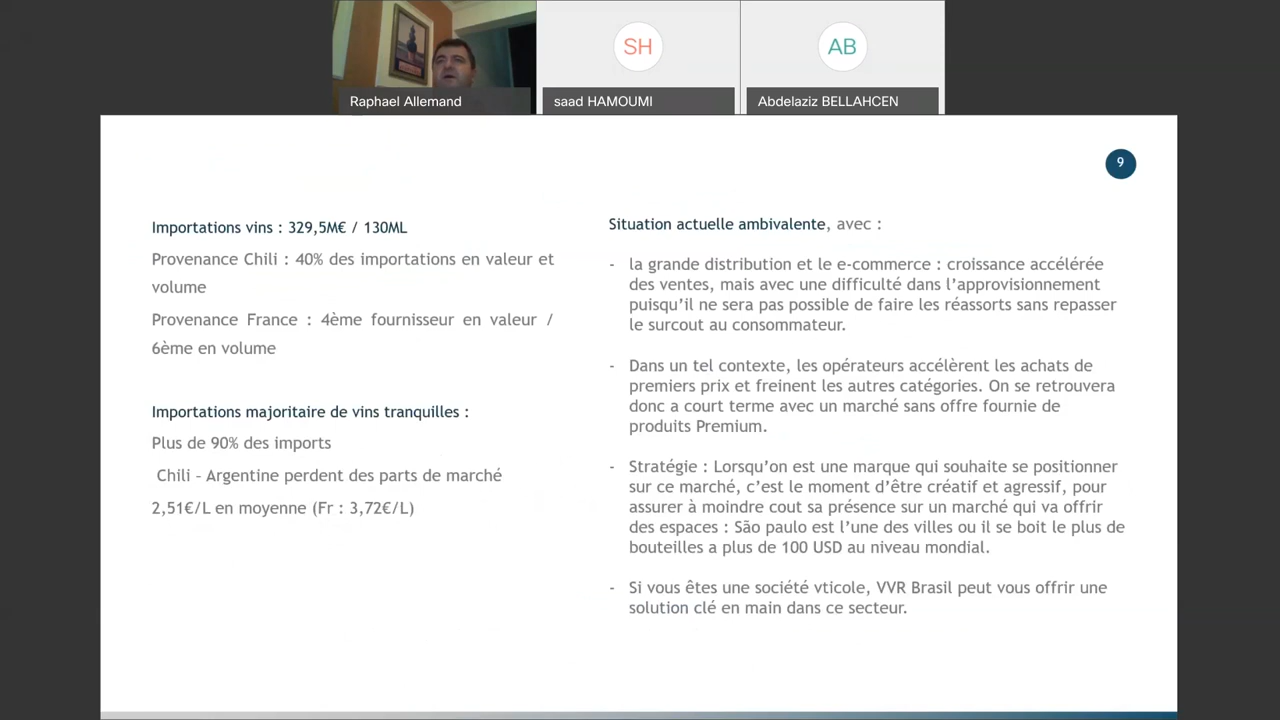 SH
AB
Raphael Allemand
saad HAMOUMI
Abdelaziz BELLAHCEN
9
Importations vins : 329,5M€ / 130ML
Provenance Chili : 40% des importations en valeur et
volume
Provenance France : 4ème fournisseur en valeur /
6ème en volume
Importations majoritaire de vins tranquilles :
Plus de 90% des imports
Chili - Argentine perdent des parts de marché
2,51€/L en moyenne (Fr : 3,72€/L)
Situation actuelle ambivalente, avec :
- la grande distribution et le e-commerce : croissance accélérée
des ventes, mais avec une difficulté dans l’approvisionnement
puisqu’il ne sera pas possible de faire les réassorts sans repasser
le surcout au consommateur.
- Dans un tel contexte, les opérateurs accélèrent les achats de
premiers prix et freinent les autres catégories. On se retrouvera
donc a court terme avec un marché sans offre fournie de
produits Premium.
- Stratégie : Lorsqu’on est une marque qui souhaite se positionner
sur ce marché, c’est le moment d’être créatif et agressif, pour
assurer à moindre cout sa présence sur un marché qui va offrir
des espaces : São paulo est l’une des villes ou il se boit le plus de
bouteilles a plus de 100 USD au niveau mondial.
- Si vous êtes une société vticole, VVR Brasil peut vous offrir une
solution clé en main dans ce secteur.